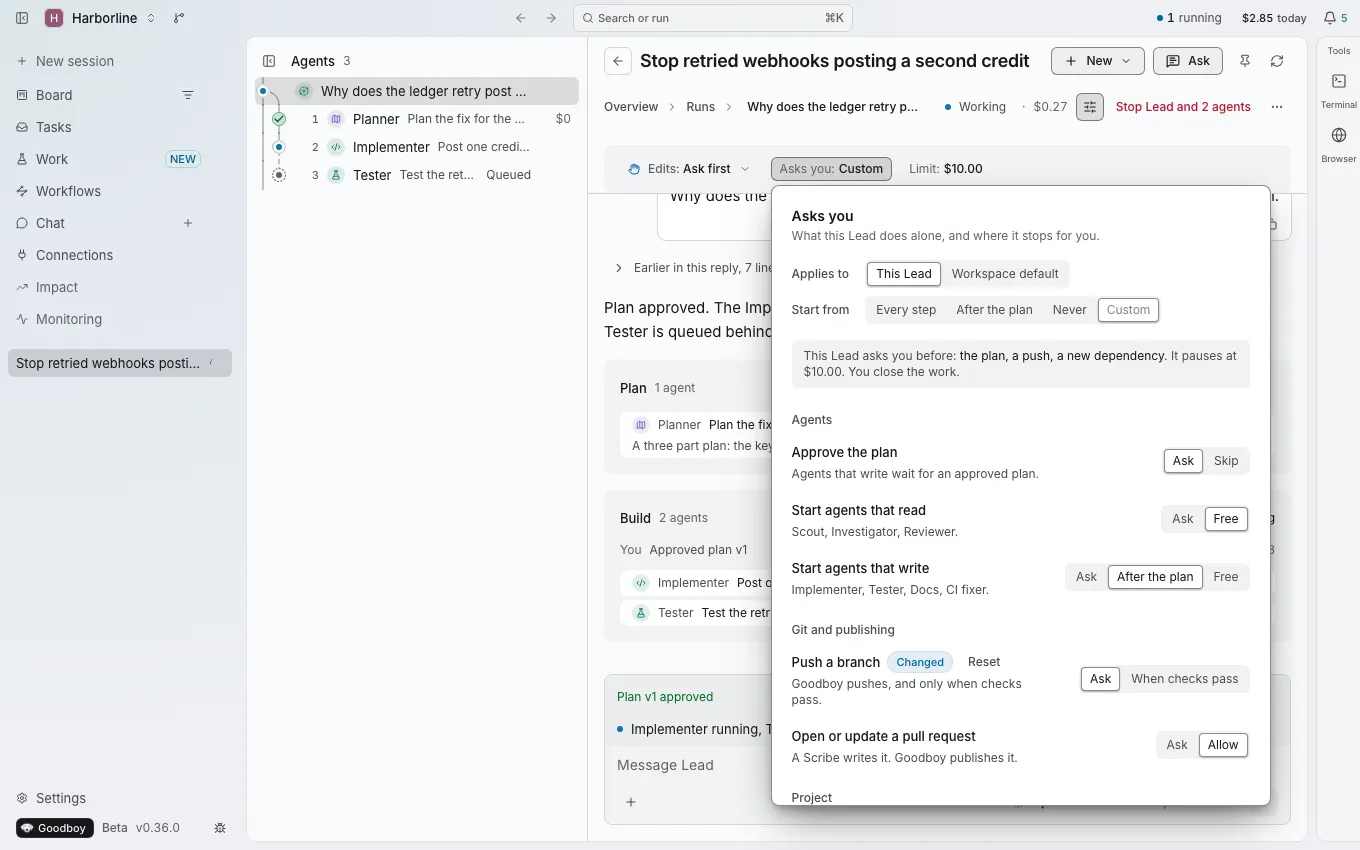 H Harborline
Search or run ⌘K
1 running $2.85 today 5
New session
Board
Tasks
Work NEW
Workflows
Chat
Connections
Impact
Monitoring
Stop retried webhooks posti...
Settings
Goodboy Beta v0.36.0
Agents 3
Why does the ledger retry post ...
1 Planner Plan the fix for the ... $0
2 Implementer Post one credi...
3 Tester Test the ret... Queued
Stop retried webhooks posting a second credit
New
Ask
Overview Runs Why does the ledger retry p... Working · $0.27 Stop Lead and 2 agents
Edits: Ask first Asks you: Custom Limit: $10.00
Why does the
Earlier in this reply, 7 line
Plan approved. The Imp
Tester is queued behind
Plan 1 agent
Planner Plan the fix
A three part plan: the key
Build 2 agents
You Approved plan v1
Implementer Post o
Tester Test the retr
Plan v1 approved
Implementer running, T
Message Lead
Asks you
What this Lead does alone, and where it stops for you.
Applies to This Lead Workspace default
Start from Every step After the plan Never Custom
This Lead asks you before: the plan, a push, a new dependency. It pauses at
$10.00. You close the work.
Agents
Approve the plan
Agents that write wait for an approved plan.
Ask Skip
Start agents that read
Scout, Investigator, Reviewer.
Ask Free
Start agents that write
Implementer, Tester, Docs, CI fixer.
Ask After the plan Free
Git and publishing
Push a branch Changed Reset
Goodboy pushes, and only when checks
pass.
Ask When checks pass
Open or update a pull request
A Scribe writes it. Goodboy publishes it.
Ask Allow
Project
Tools
Terminal
Browser